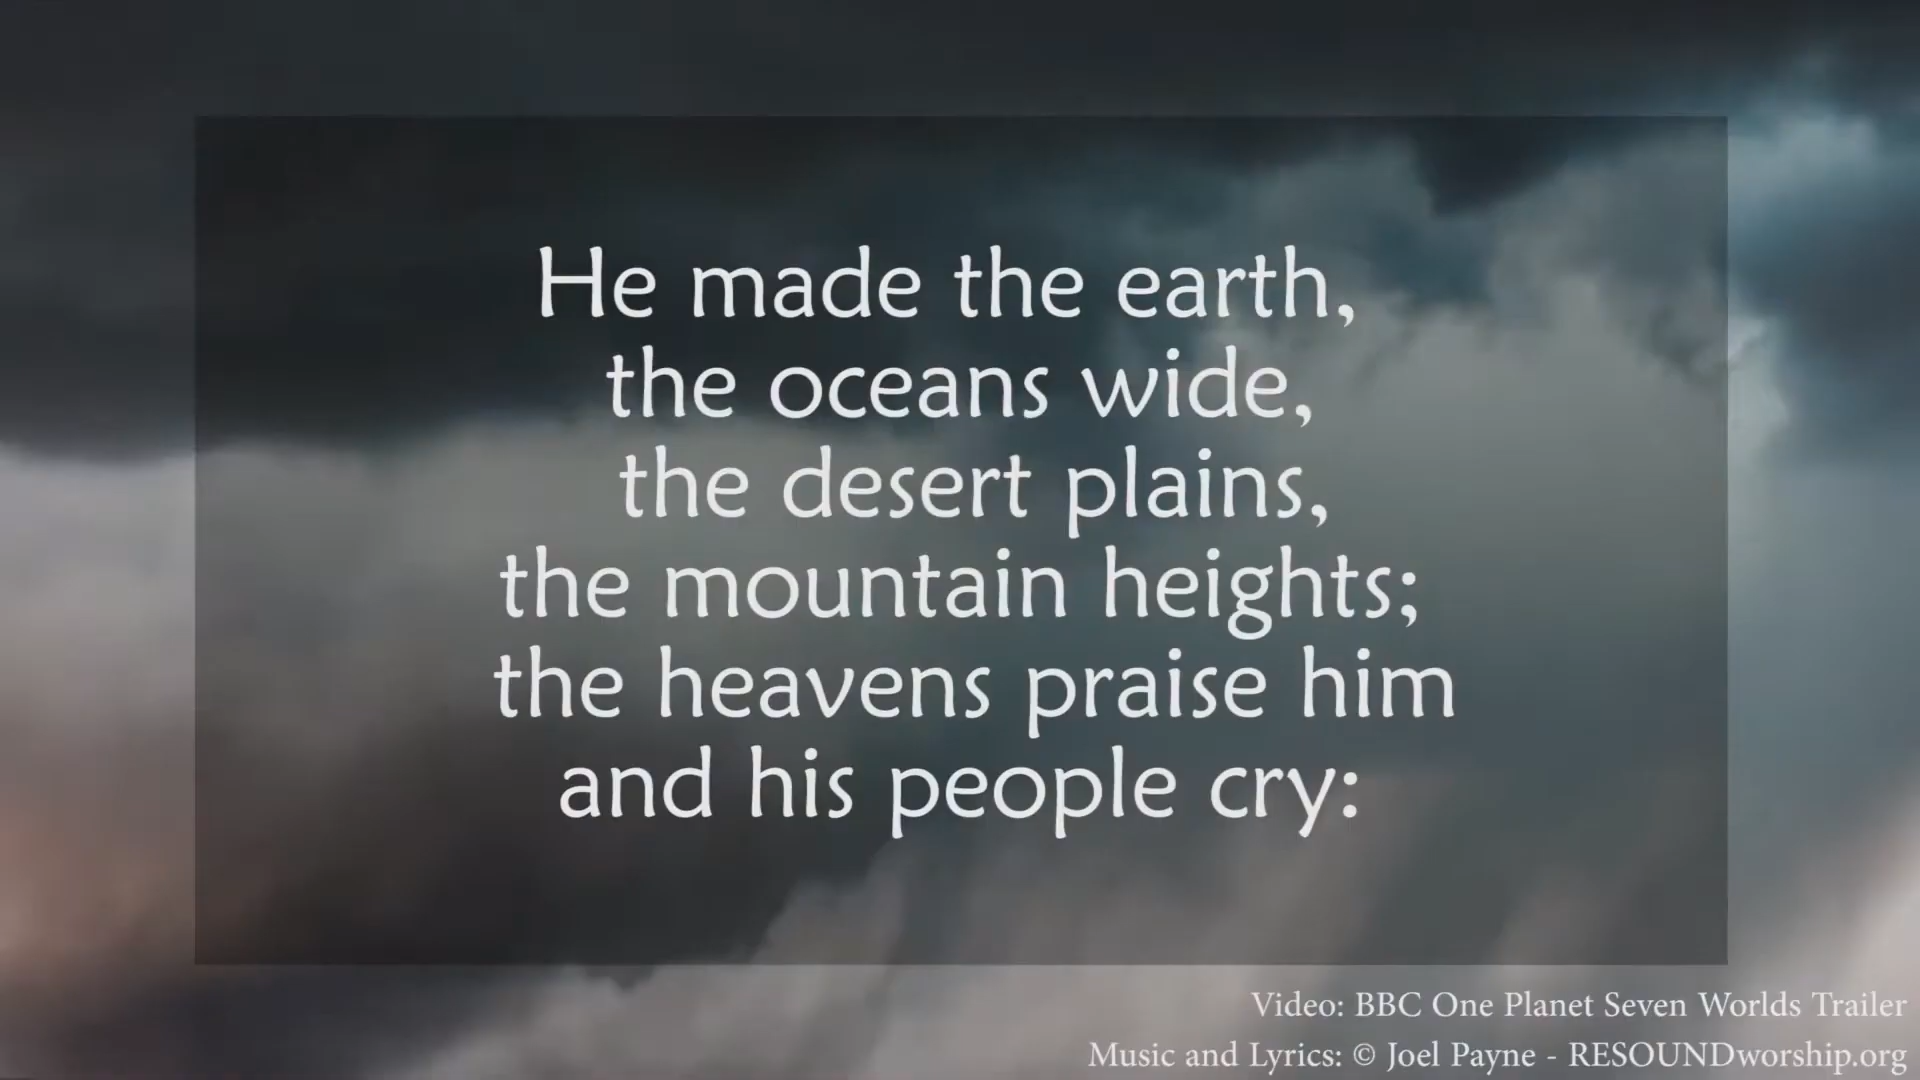 He made the earth,
the oceans wide,
the desert plains,
the mountain heights;
the heavens praise him
and his people cry:
Video: BBC One Planet Seven Worlds Trailer
Music and Lyrics: © Joel Payne - RESOUNDworship.org